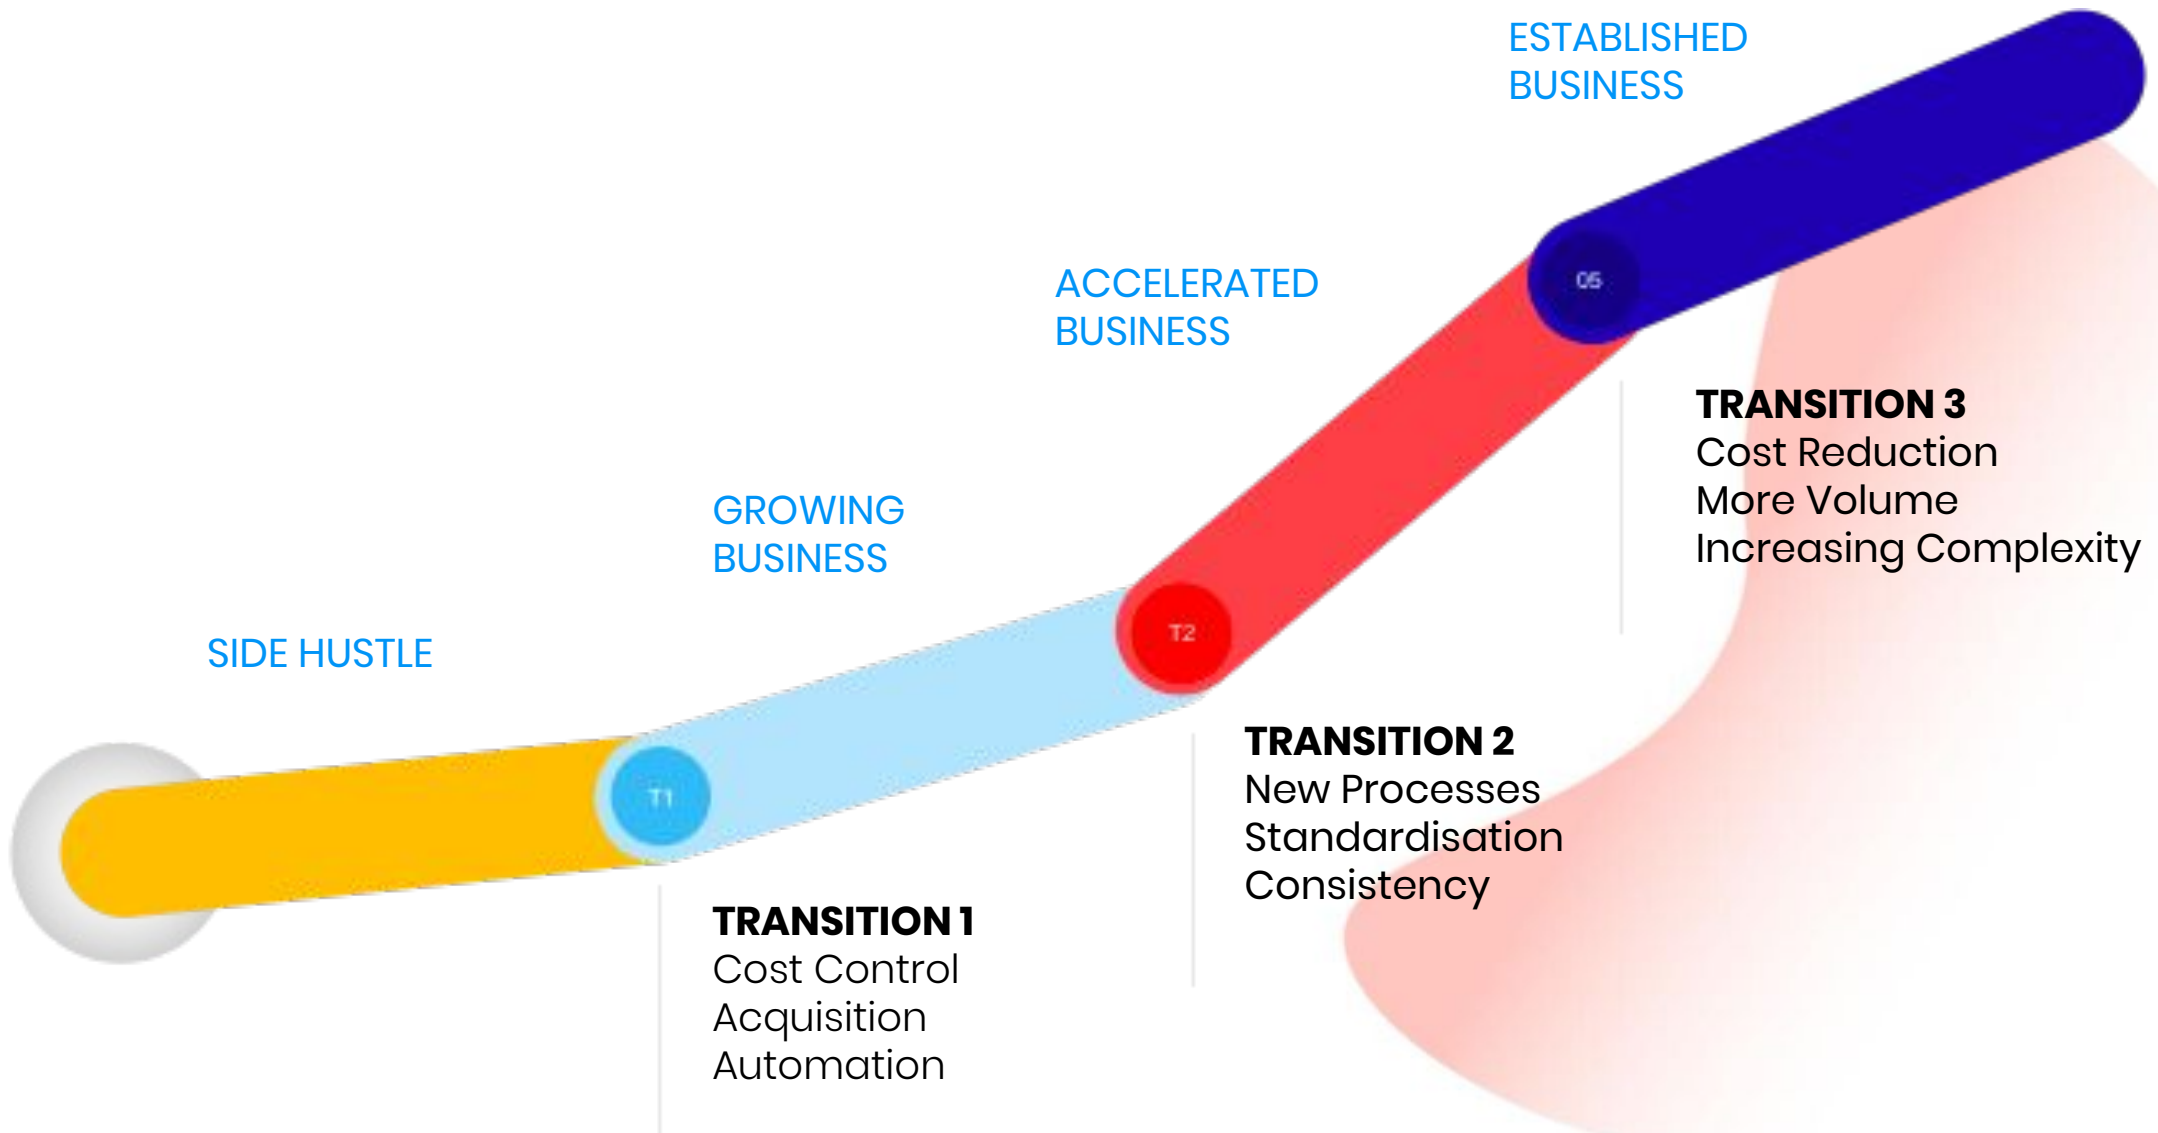 ESTABLISHED
BUSINESS
05
ACCELERATED
BUSINESS
TRANSITION 3
Cost Reduction
More Volume
Increasing Complexity
GROWING
BUSINESS
T2
SIDE HUSTLE
TRANSITION 2
New Processes
Standardisation
Consistency
T1
TRANSITION 1
Cost Control
Acquisition
Automation